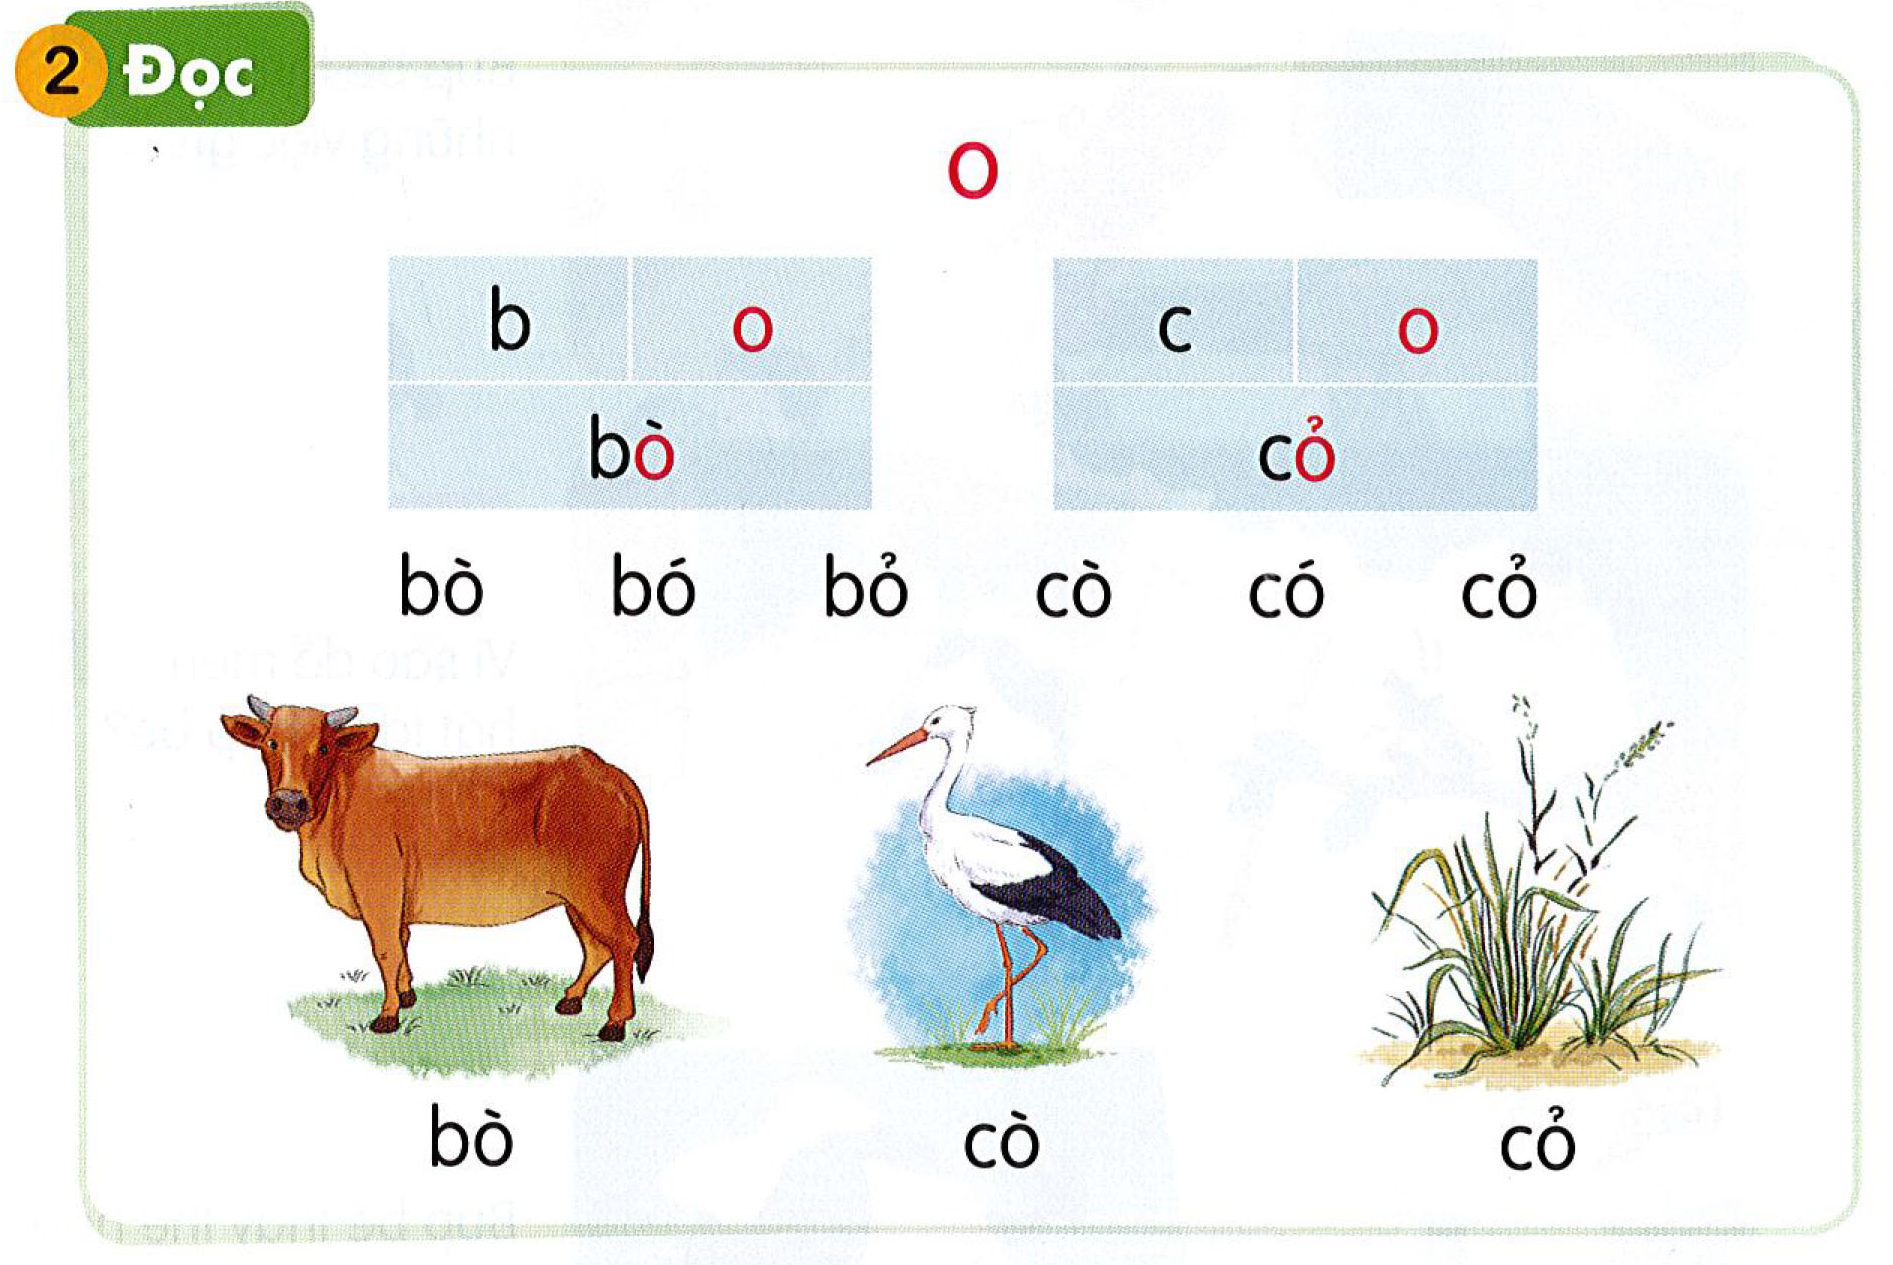 2 Đọc
o
b o c o
bò cỏ
bò bó bỏ cò có cỏ
bò cò cỏ